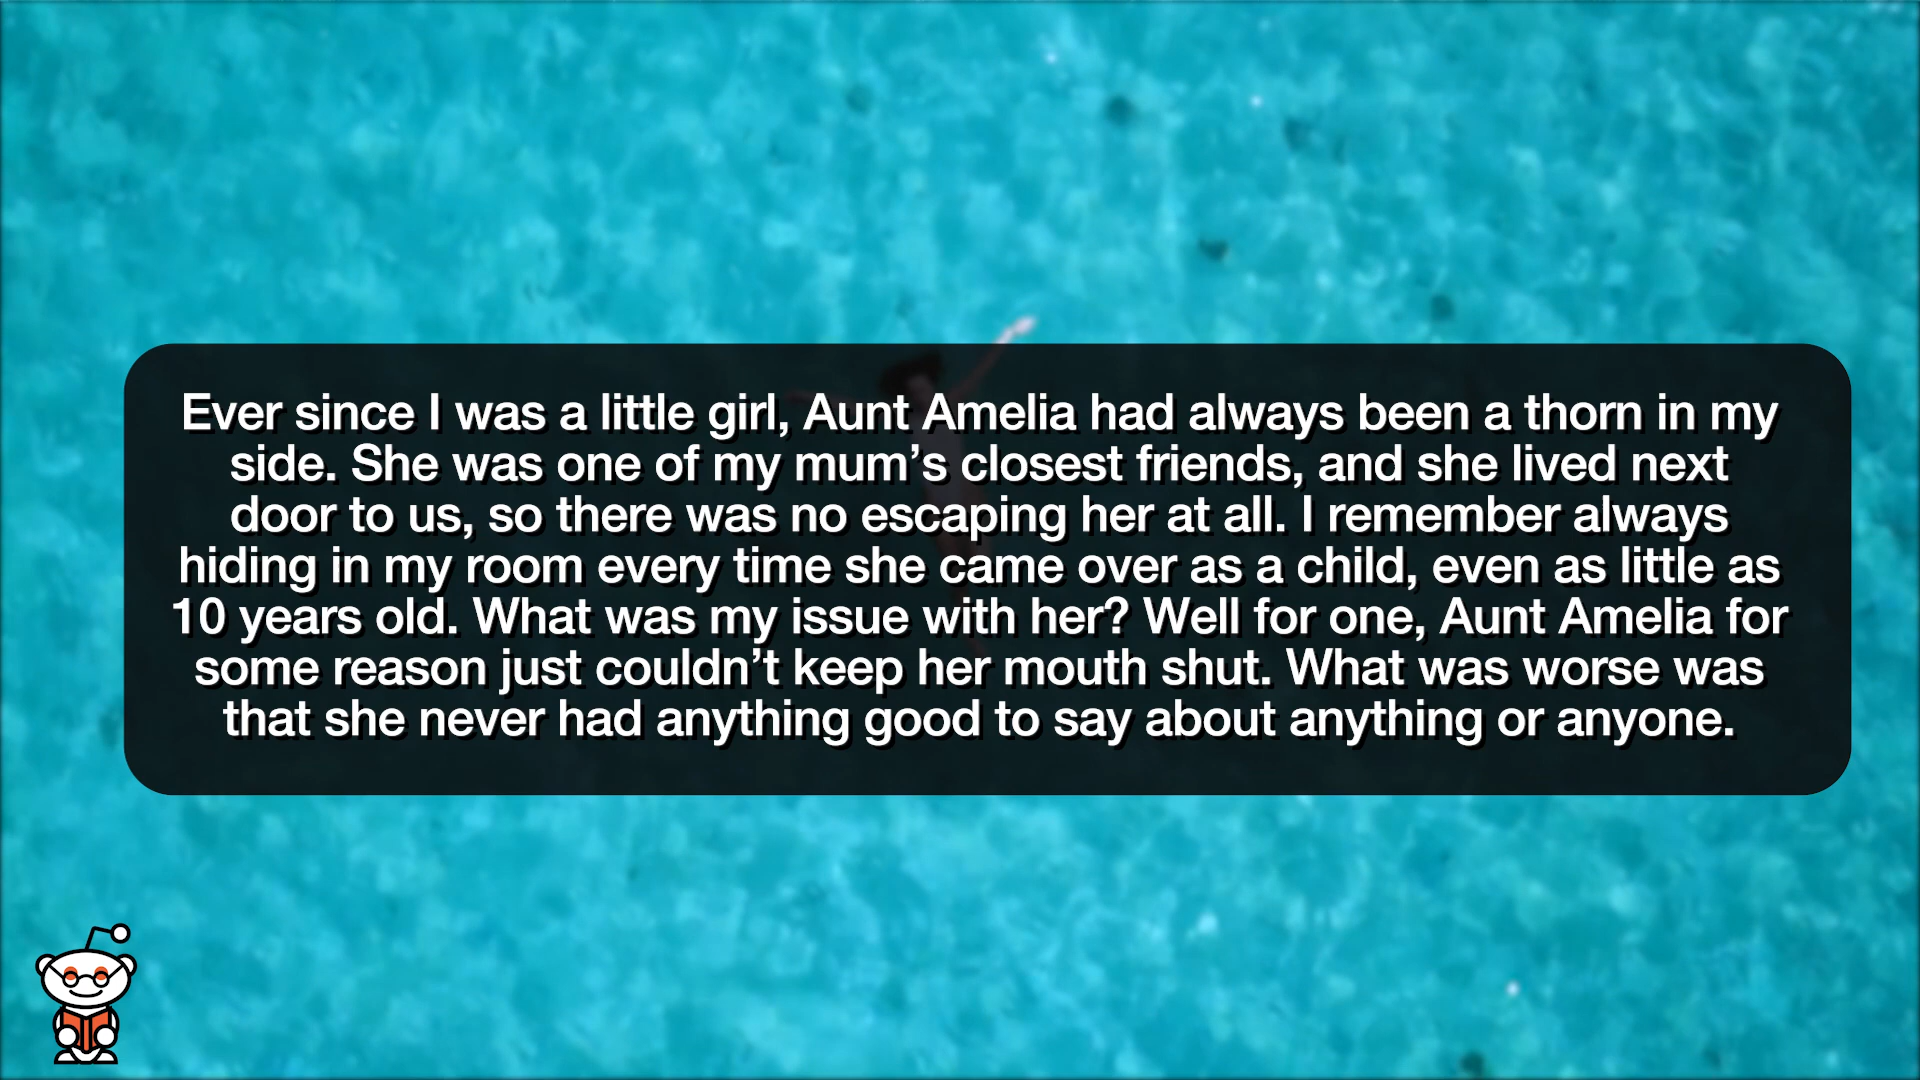 Ever since I was a little girl, Aunt Amelia had always been a thorn in my
side. She was one of my mum’s closest friends, and she lived next
door to us, so there was no escaping her at all. I remember always
hiding in my room every time she came over as a child, even as little as
10 years old. What was my issue with her? Well for one, Aunt Amelia for
some reason just couldn’t keep her mouth shut. What was worse was
that she never had anything good to say about anything or anyone.